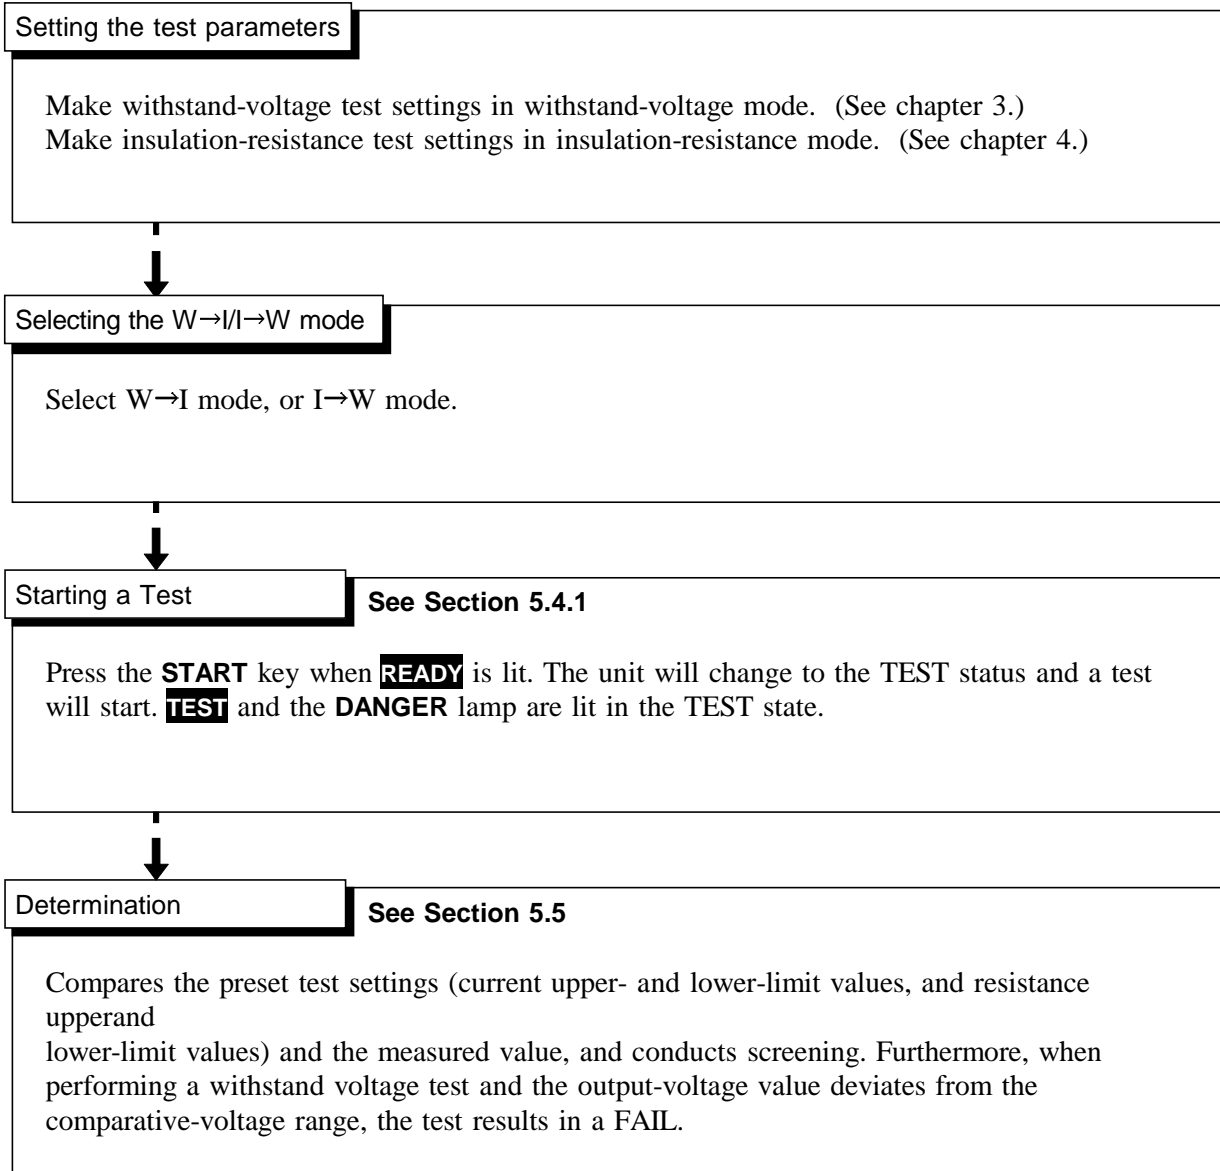 Setting the test parameters
Make withstand-voltage test settings in withstand-voltage mode. (See chapter 3.)
Make insulation-resistance test settings in insulation-resistance mode. (See chapter 4.)
Selecting the W→I/I→W mode
Select W→I mode, or I→W mode.
Starting a Test
See Section 5.4.1
Press the START key when READY is lit. The unit will change to the TEST status and a test
will start. TEST and the DANGER lamp are lit in the TEST state.
Determination
See Section 5.5
Compares the preset test settings (current upper- and lower-limit values, and resistance
upperand
lower-limit values) and the measured value, and conducts screening. Furthermore, when
performing a withstand voltage test and the output-voltage value deviates from the
comparative-voltage range, the test results in a FAIL.